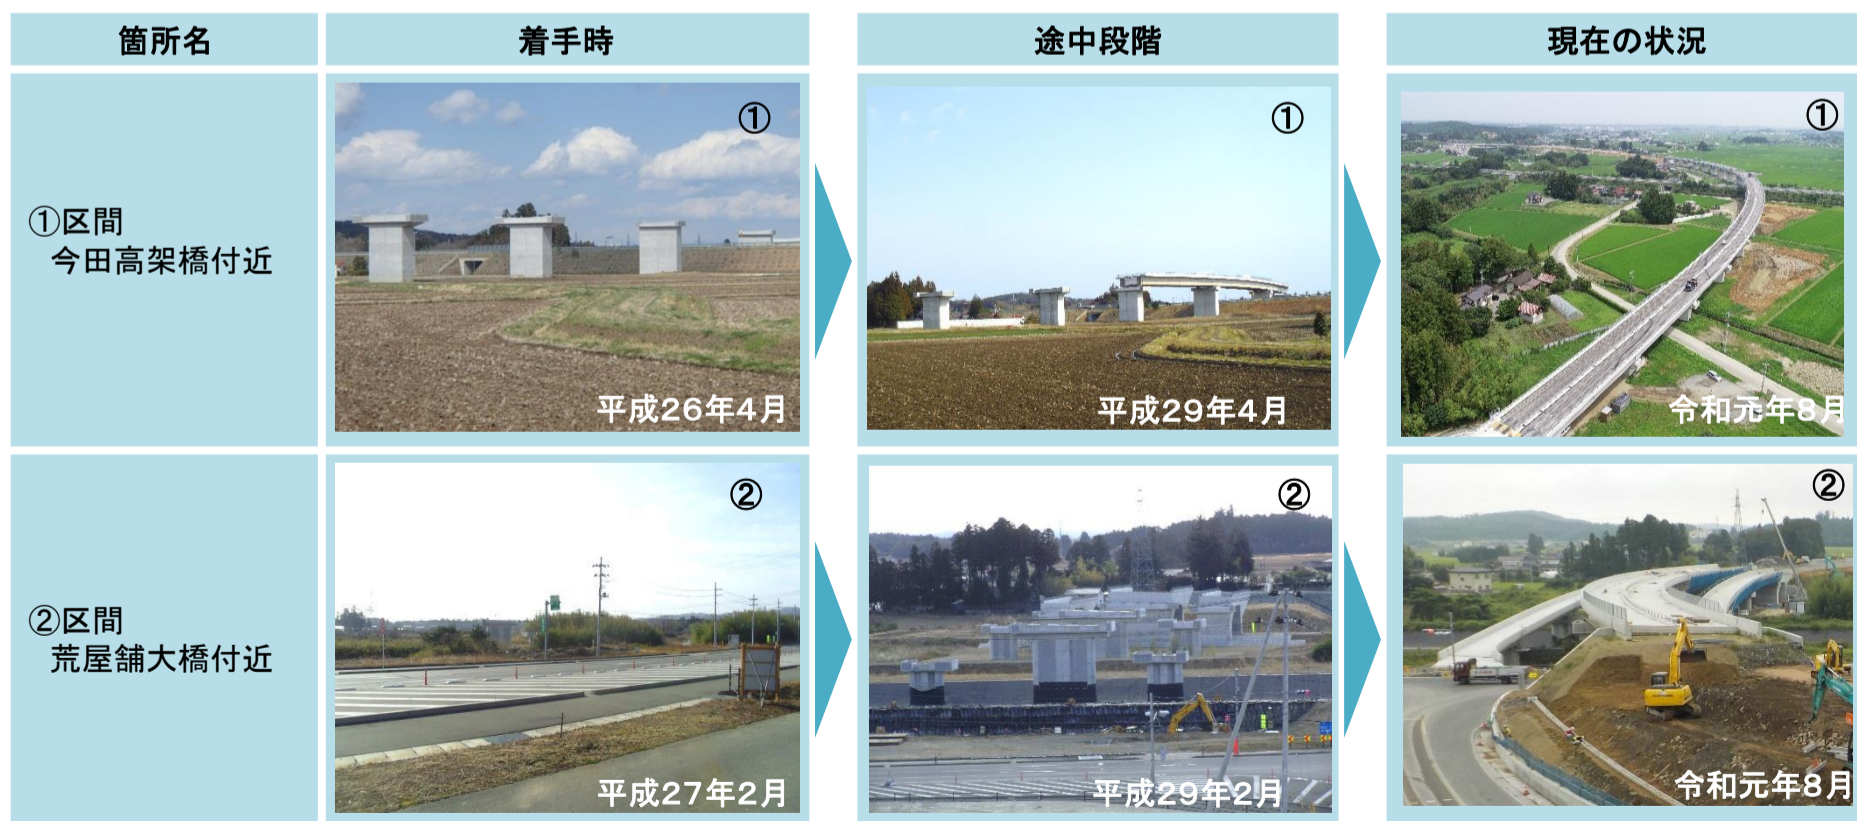 箇所名
着手時
途中段階
現在の状況
①区間
今田高架橋付近
①
平成26年4月
①
平成29年4月
①
令和元年8月
②区間
荒屋舗大橋付近
②
平成27年2月
②
平成29年2月
②
令和元年8月